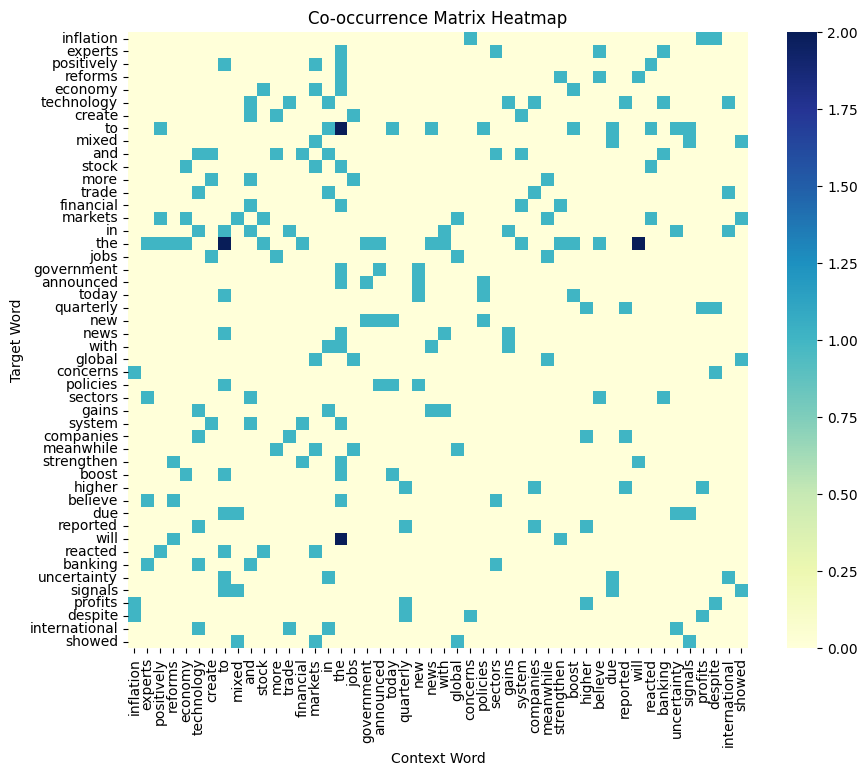 Co-occurrence Matrix Heatmap
Target Word
inflation
experts
positively
reforms
economy
technology
create
to
mixed
and
stock
more
trade
financial
markets
in
the
jobs
government
announced
today
quarterly
new
news
with
global
concerns
policies
sectors
gains
system
companies
meanwhile
strengthen
boost
higher
believe
due
reported
will
reacted
banking
uncertainty
signals
profits
despite
international
showed
inflation
experts
positively
reforms
economy
technology
create
to
mixed
and
stock
more
trade
financial
markets
in
the
jobs
government
announced
today
quarterly
new
news
with
global
concerns
policies
sectors
gains
system
companies
meanwhile
strengthen
boost
higher
believe
due
reported
will
reacted
banking
uncertainty
signals
profits
despite
international
showed
Context Word
2.00
1.75
1.50
1.25
1.00
0.75
0.50
0.25
0.00